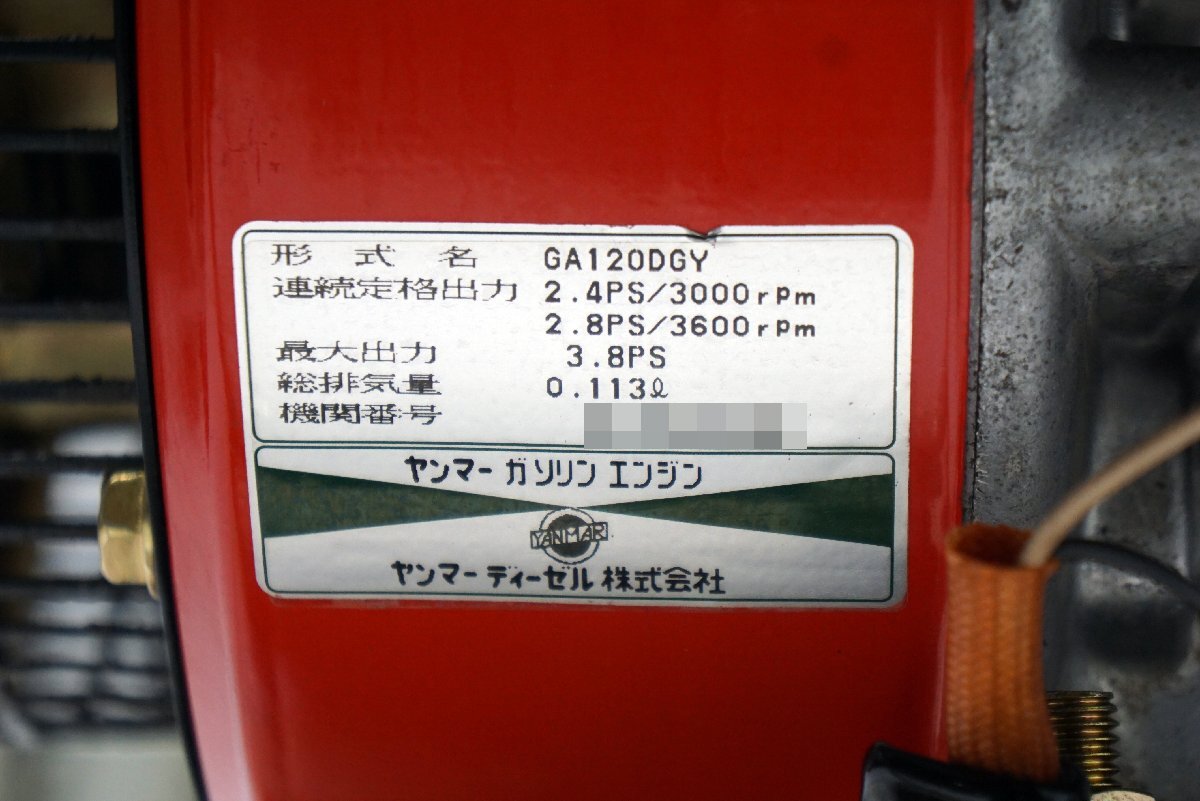 形式名 GA120DGY
連続定格出力 2.4PS/3000rpm
2.8PS/3600rpm
最大出力 3.8PS
総排気量 0.113ℓ
機関番号
ヤンマー ガソリン エンジン
YANMAR
ヤンマー ディーゼル 株式会社